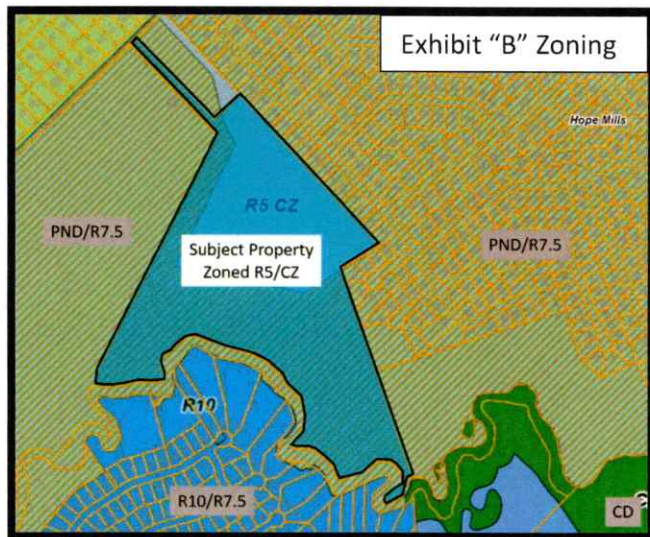 Exhibit “B” Zoning
Hope Mills
R5 CZ
PND/R7.5
Subject Property
Zoned R5/CZ
PND/R7.5
R10
R10/R7.5
CD